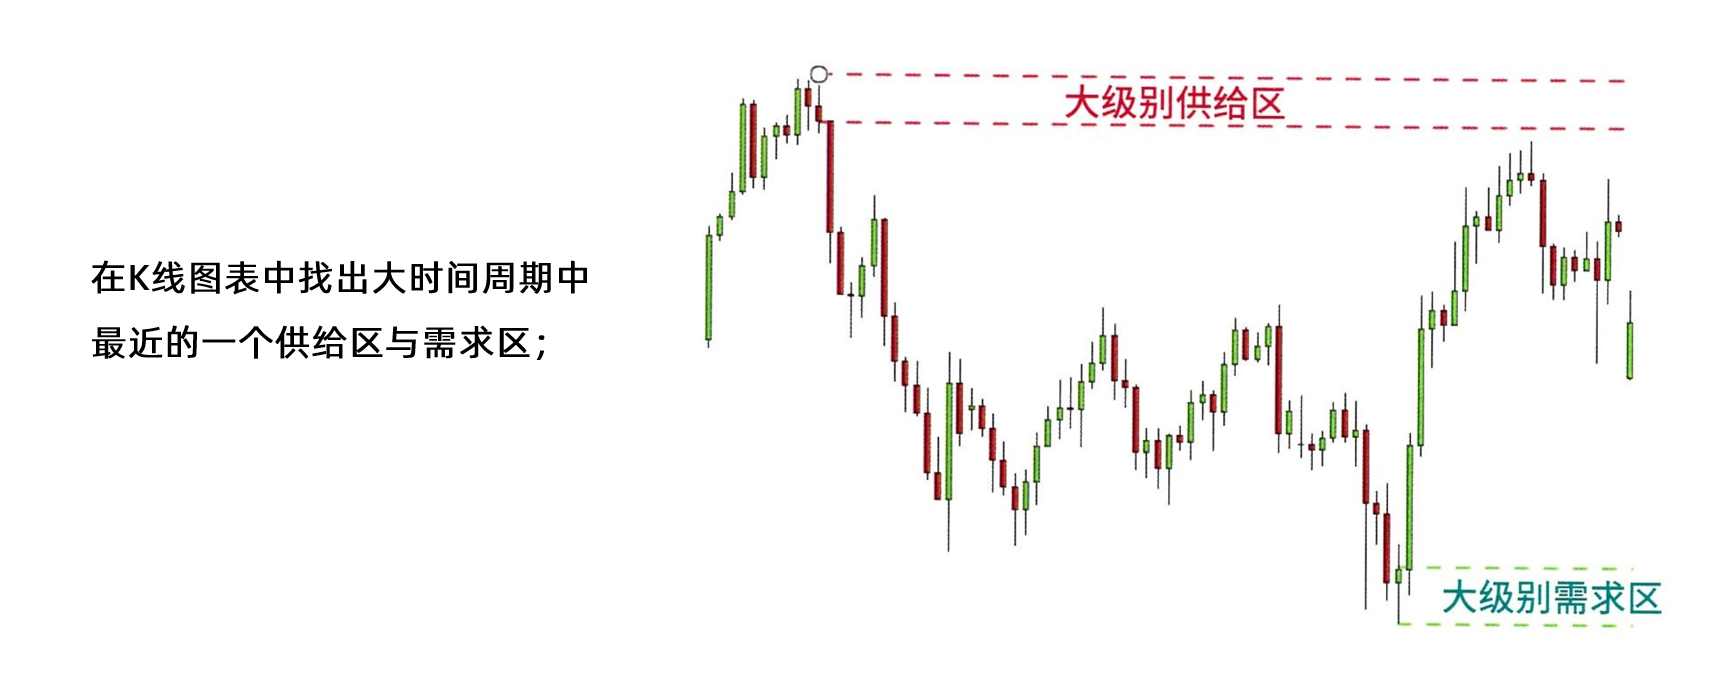 在K线图表中找出大时间周期中
最近的一个供给区与需求区；
大级别供给区
大级别需求区